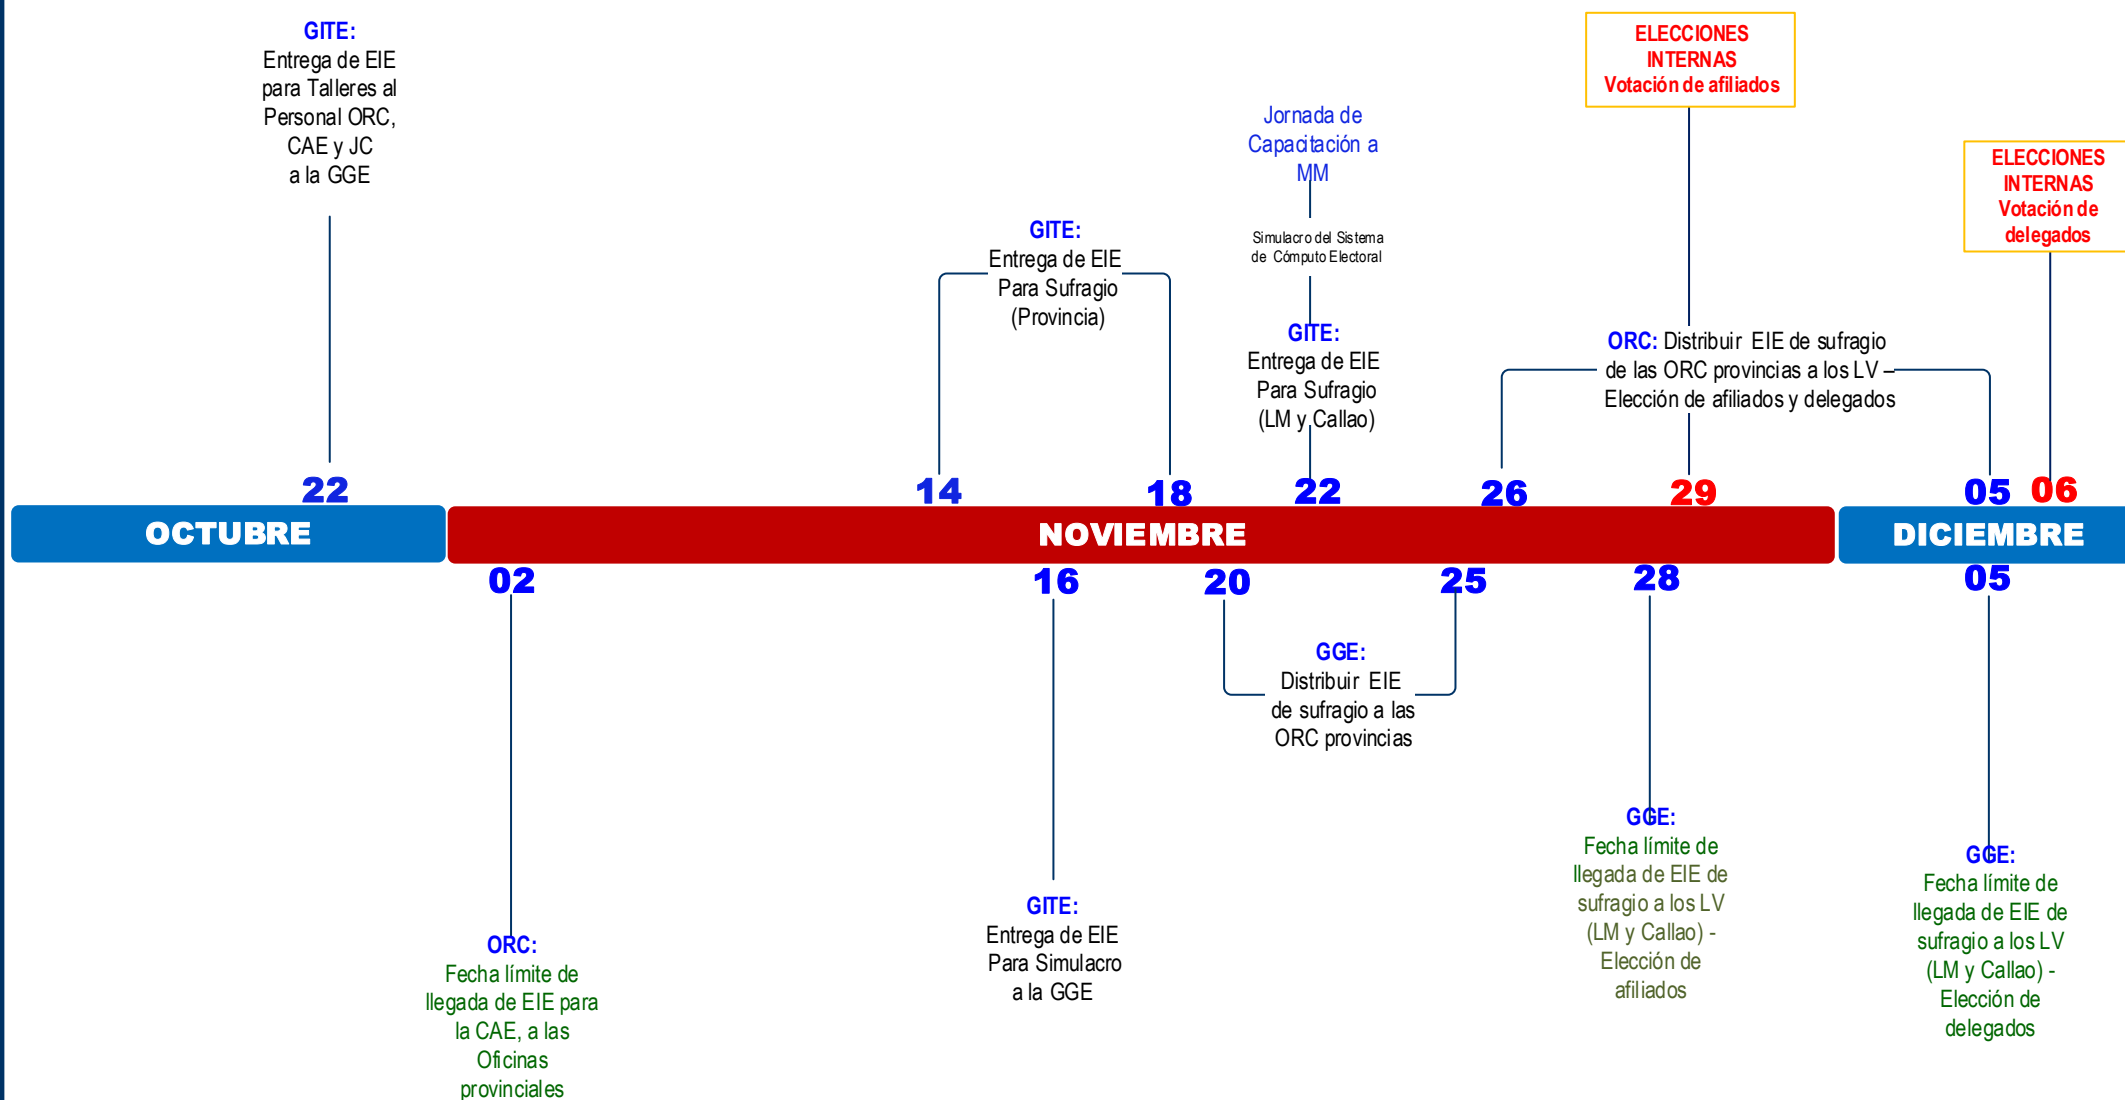 GITE:
Entrega de EIE
para Talleres al
Personal ORC,
CAE y JC
a la GGE
GITE:
Entrega de EIE
Para Sufragio
(Provincia)
Jornada de
Capacitación a
MM
Simulacro del Sistema
de Cómputo Electoral
GITE:
Entrega de EIE
Para Sufragio
(LM y Callao)
ELECCIONES
INTERNAS
Votación de afiliados
ORC: Distribuir EIE de sufragio
de las ORC provincias a los LV –
Elección de afiliados y delegados
ELECCIONES
INTERNAS
Votación de
delegados
22
14
18
22
26
29
05
06
OCTUBRE
NOVIEMBRE
DICIEMBRE
02
16
20
25
28
05
ORC:
Fecha límite de
llegada de EIE para
la CAE, a las
Oficinas
provinciales
GITE:
Entrega de EIE
Para Simulacro
a la GGE
GGE:
Distribuir EIE
de sufragio a las
ORC provincias
GGE:
Fecha límite de
llegada de EIE de
sufragio a los LV
(LM y Callao) -
Elección de
afiliados
GGE:
Fecha límite de
llegada de EIE de
sufragio a los LV
(LM y Callao) -
Elección de
delegados